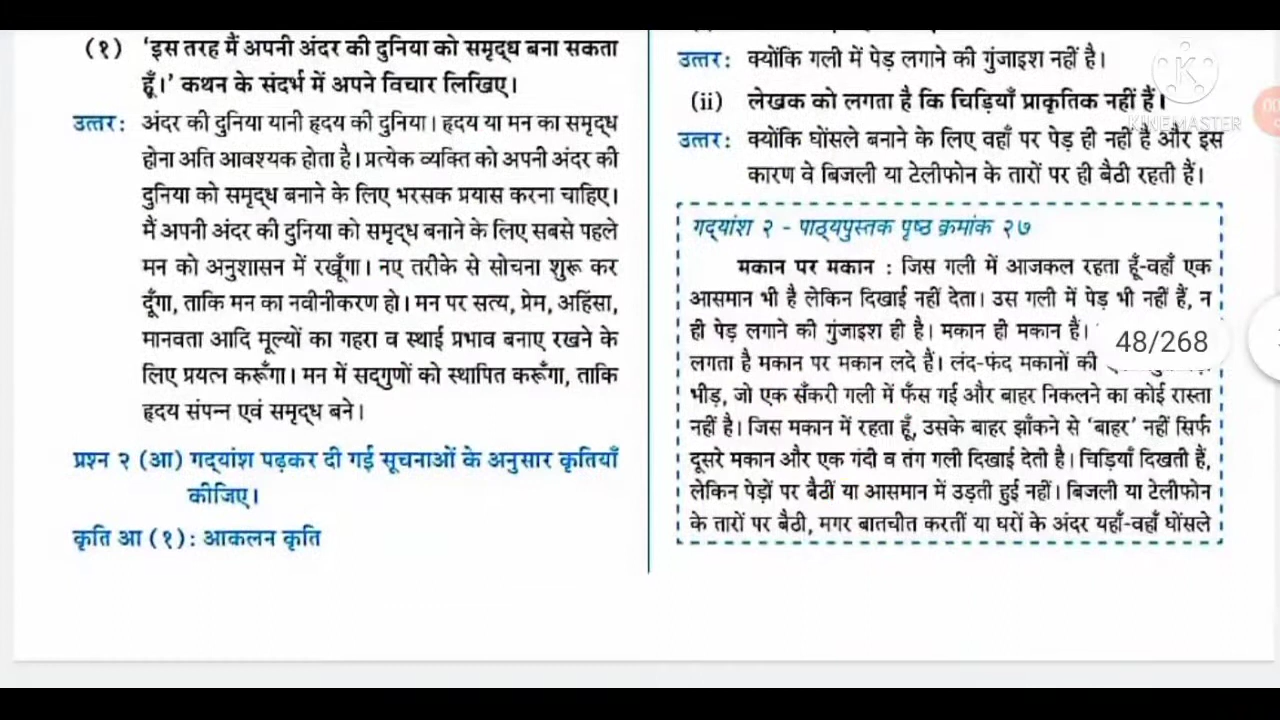 (१) 'इस तरह मैं अपनी अंदर की दुनिया को समृद्ध बना सकता
हूँ।' कथन के संदर्भ में अपने विचार लिखिए।
उत्तर: अंदर की दुनिया यानी हृदय की दुनिया। हृदय या मन का समृद्ध
होना अति आवश्यक होता है। प्रत्येक व्यक्ति को अपनी अंदर की
दुनिया को समृद्ध बनाने के लिए भरसक प्रयास करना चाहिए।
मैं अपनी अंदर की दुनिया को समृद्ध बनाने के लिए सबसे पहले
मन को अनुशासन में रखूँगा। नए तरीके से सोचना शुरू कर
दूँगा, ताकि मन का नवीनीकरण हो। मन पर सत्य, प्रेम, अहिंसा,
मानवता आदि मूल्यों का गहरा व स्थाई प्रभाव बनाए रखने के
लिए प्रयत्न करूँगा। मन में सद्गुणों को स्थापित करूँगा, ताकि
हृदय संपन्न एवं समृद्ध बने।
प्रश्न २ (आ) गद्यांश पढ़कर दी गई सूचनाओं के अनुसार कृतियाँ
कीजिए।
कृति आ (१): आकलन कृति
उत्तर: क्योंकि गली में पेड़ लगाने की गुंजाइश नहीं है।
(ii) लेखक को लगता है कि चिड़ियाँ प्राकृतिक नहीं हैं।
उत्तर: क्योंकि घोंसले बनाने के लिए वहाँ पर पेड़ ही नहीं है और इस
कारण वे बिजली या टेलीफोन के तारों पर ही बैठी रहती हैं।
गद्यांश २ - पाठ्यपुस्तक पृष्ठ क्रमांक २७
मकान पर मकान : जिस गली में आजकल रहता हूँ-वहाँ एक
आसमान भी है लेकिन दिखाई नहीं देता। उस गली में पेड़ भी नहीं हैं, न
ही पेड़ लगाने की गुंजाइश ही है। मकान ही मकान हैं।
लगता है मकान पर मकान लदे हैं। लंद-फंद मकानों की
भीड़, जो एक सँकरी गली में फँस गई और बाहर निकलने का कोई रास्ता
नहीं है। जिस मकान में रहता हूँ, उसके बाहर झाँकने से 'बाहर' नहीं सिर्फ
दूसरे मकान और एक गंदी व तंग गली दिखाई देती है। चिड़ियाँ दिखती हैं,
लेकिन पेड़ों पर बैठीं या आसमान में उड़ती हुई नहीं। बिजली या टेलीफोन
के तारों पर बैठी, मगर बातचीत करतीं या घरों के अंदर यहाँ-वहाँ घोंसले
48/268
KINEMASTER